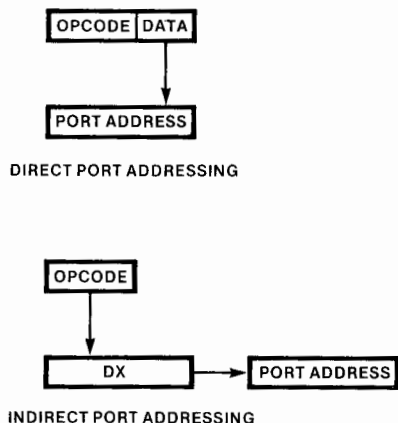 OPCODE DATA
PORT ADDRESS
DIRECT PORT ADDRESSING
OPCODE
DX PORT ADDRESS
INDIRECT PORT ADDRESSING